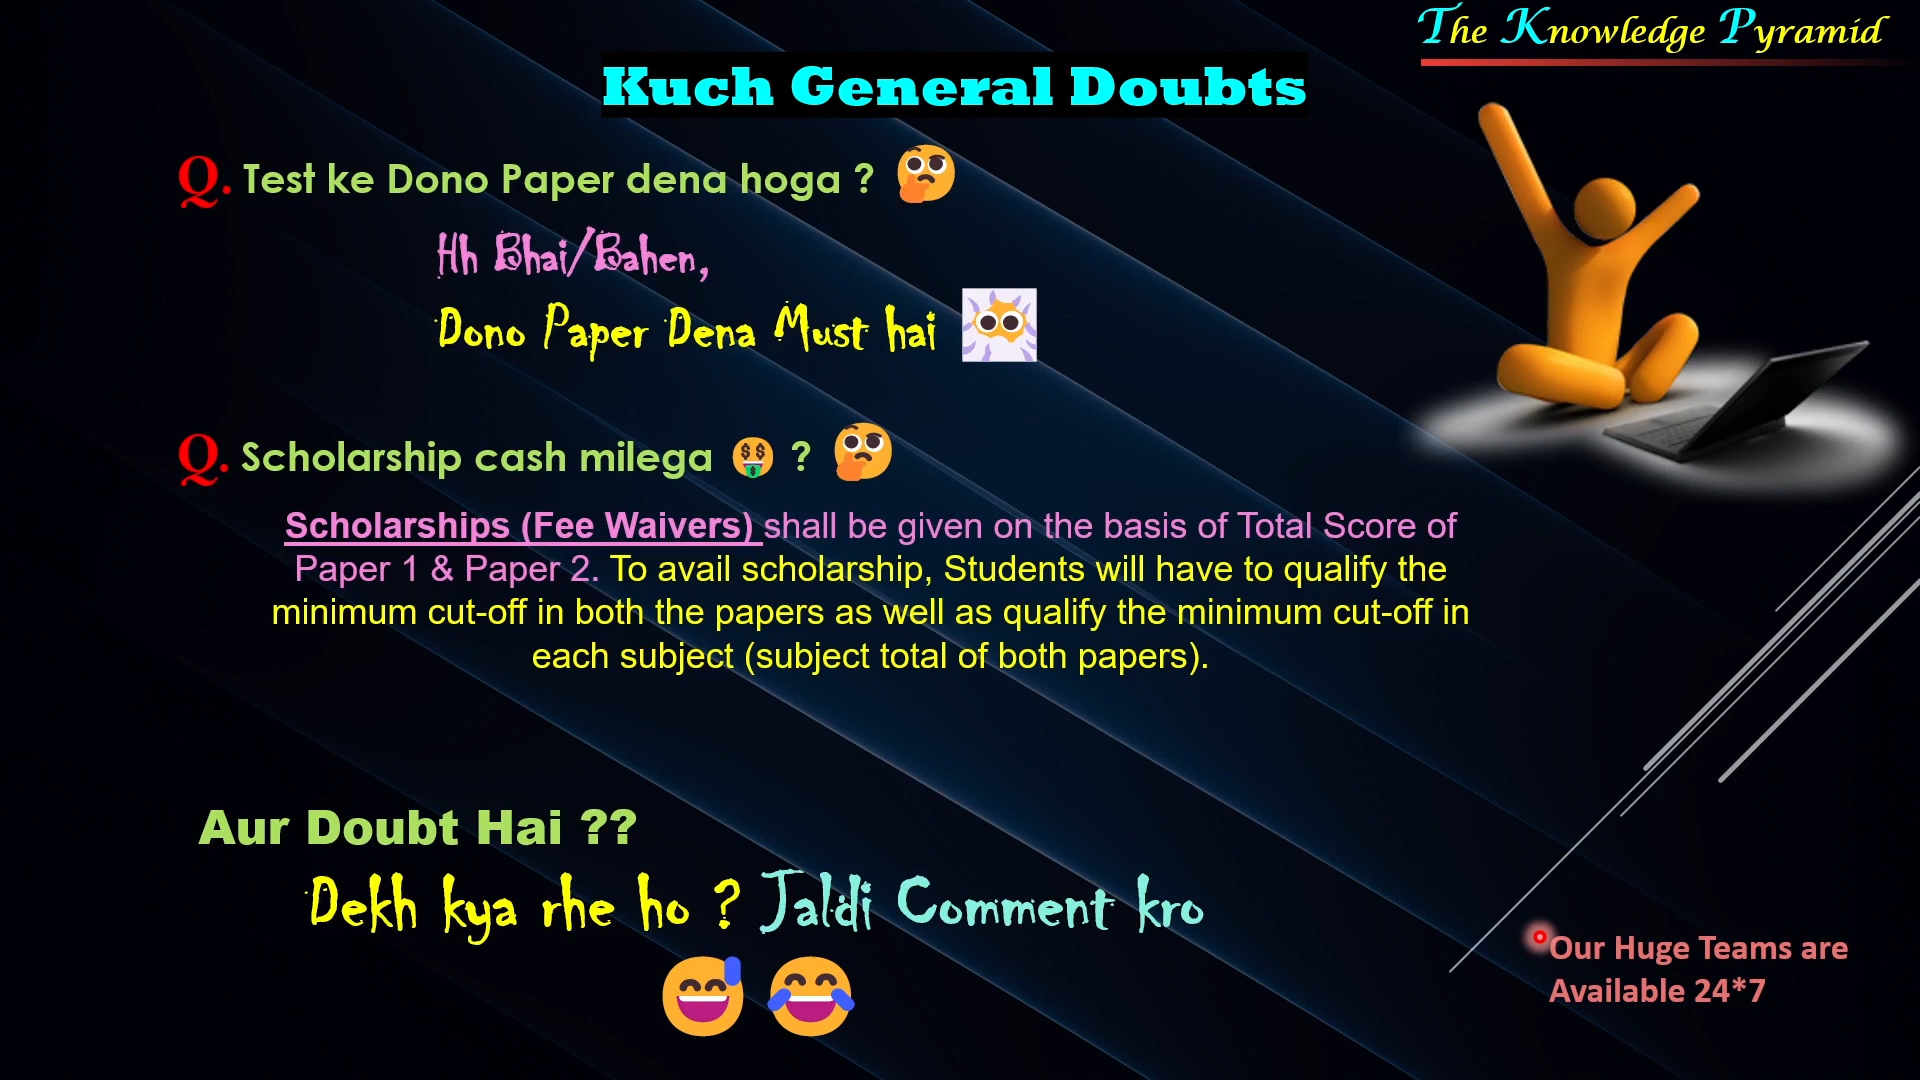 The Knowledge Pyramid
Kuch General Doubts
Q. Test ke Dono Paper dena hoga ?
Hh Bhai/Bahen,
Dono Paper Dena Must hai
Q. Scholarship cash milega ?
Scholarships (Fee Waivers) shall be given on the basis of Total Score of
Paper 1 & Paper 2. To avail scholarship, Students will have to qualify the
minimum cut-off in both the papers as well as qualify the minimum cut-off in
each subject (subject total of both papers).
Aur Doubt Hai ??
Dekh kya rhe ho ? Jaldi Comment kro
Our Huge Teams are
Available 24*7